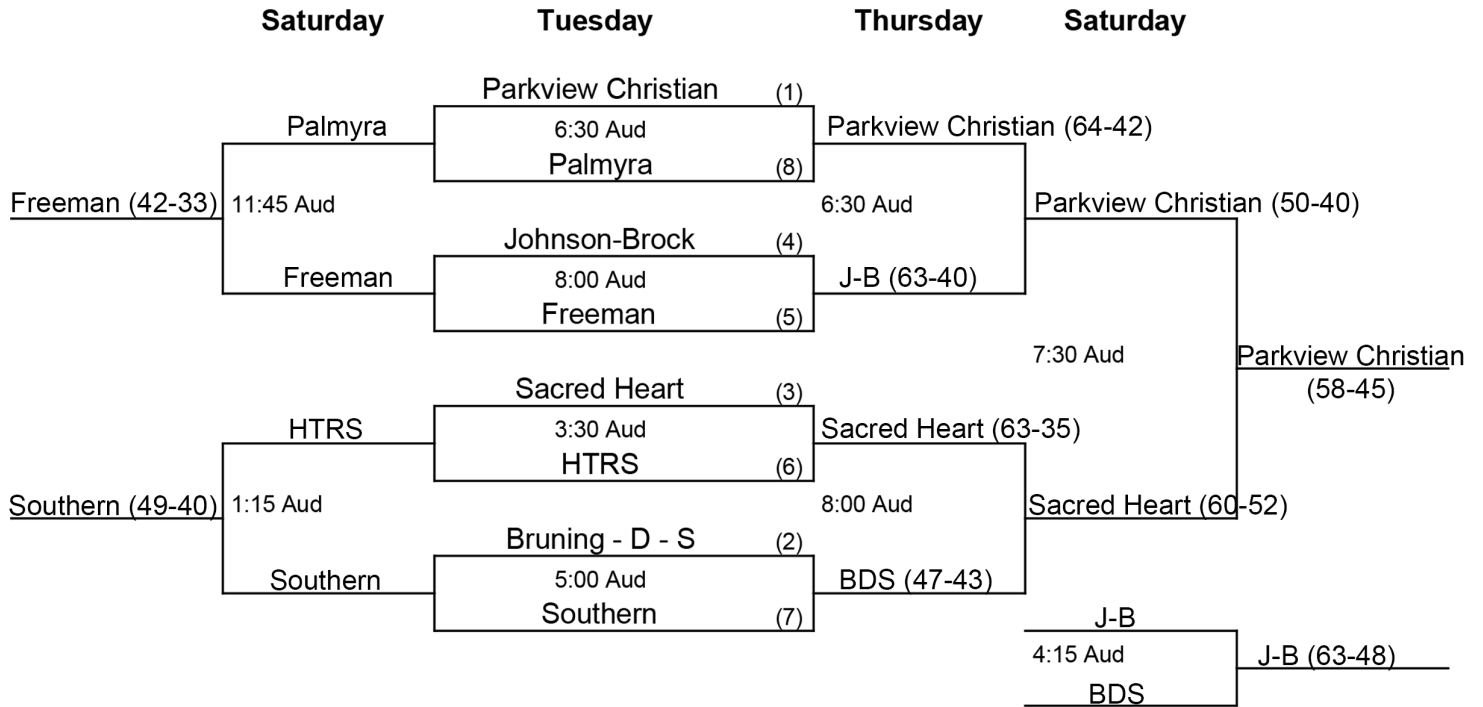 Saturday Tuesday Thursday Saturday
Parkview Christian (1)
Palmyra 6:30 Aud Parkview Christian (64-42)
Palmyra (8)
Freeman (42-33) 11:45 Aud 6:30 Aud Parkview Christian (50-40)
Johnson-Brock (4)
Freeman 8:00 Aud J-B (63-40)
Freeman (5)
7:30 Aud Parkview Christian
Sacred Heart (3) (58-45)
HTRS 3:30 Aud Sacred Heart (63-35)
HTRS (6)
Southern (49-40) 1:15 Aud 8:00 Aud Sacred Heart (60-52)
Bruning - D - S (2)
Southern 5:00 Aud BDS (47-43)
Southern (7) J-B
4:15 Aud J-B (63-48)
BDS